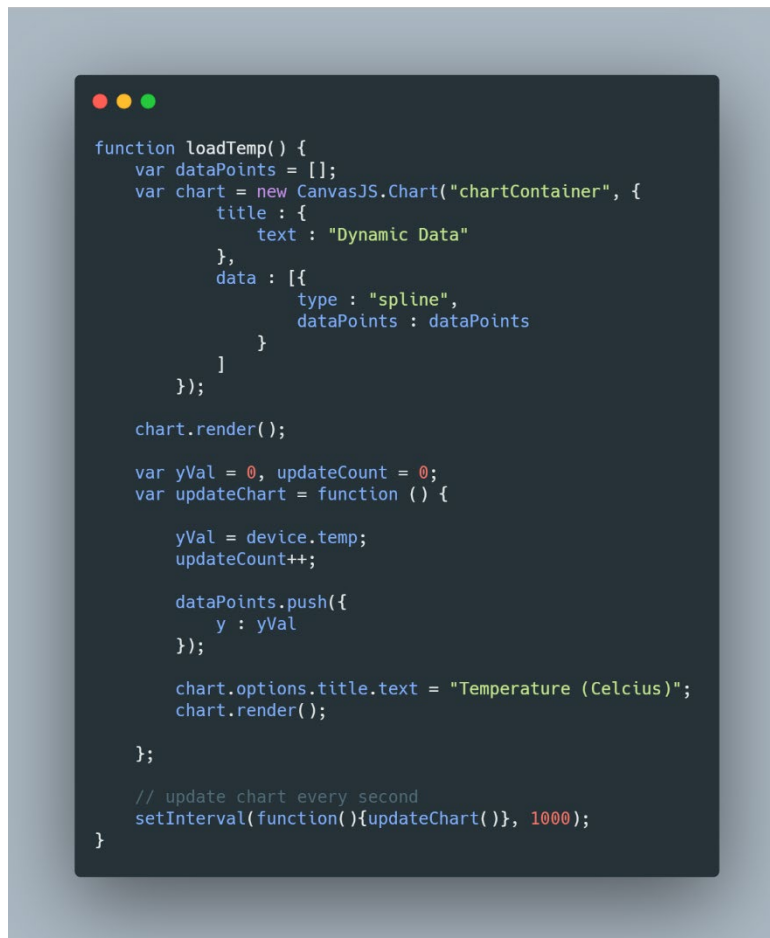 function loadTemp() {
    var dataPoints = [];
    var chart = new CanvasJS.Chart("chartContainer", {
            title : {
                text : "Dynamic Data"
            },
            data : [{
                    type : "spline",
                    dataPoints : dataPoints
                }
            ]
        });

    chart.render();

    var yVal = 0, updateCount = 0;
    var updateChart = function () {

        yVal = device.temp;
        updateCount++;

        dataPoints.push({
            y : yVal
        });

        chart.options.title.text = "Temperature (Celcius)";
        chart.render();

    };

    // update chart every second
    setInterval(function(){updateChart()}, 1000);
}